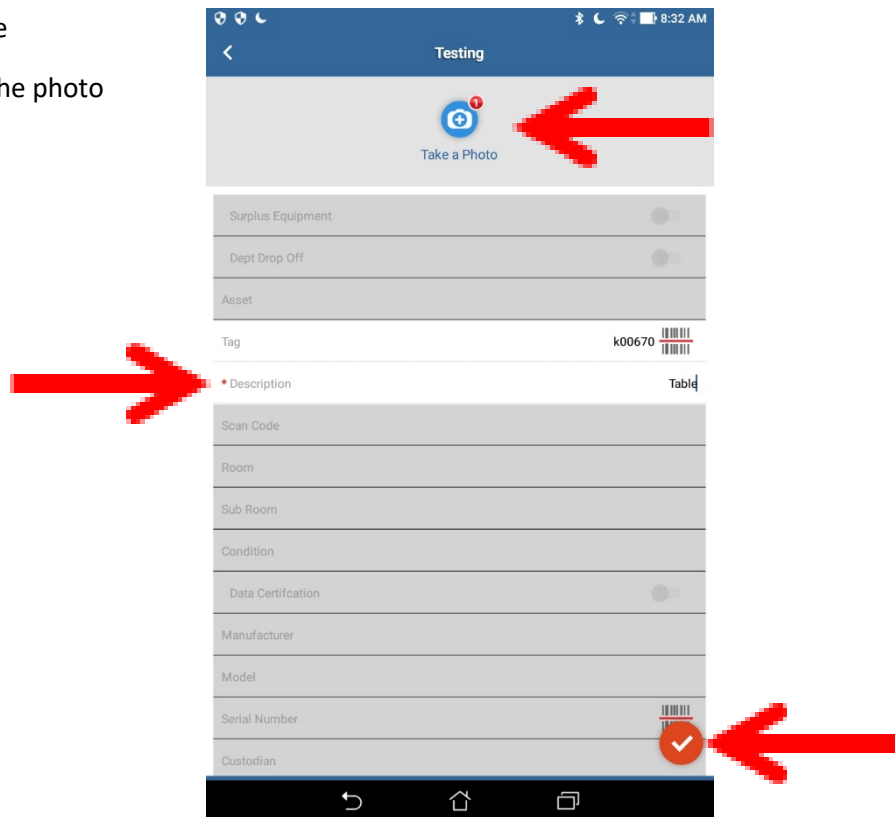 e
he photo
8:32 AM
Testing
1
Take a Photo
Surplus Equipment
Dept Drop Off
Asset
Tag k00670
* Description Table
Scan Code
Room
Sub Room
Condition
Data Certifcation
Manufacturer
Model
Serial Number
Custodian